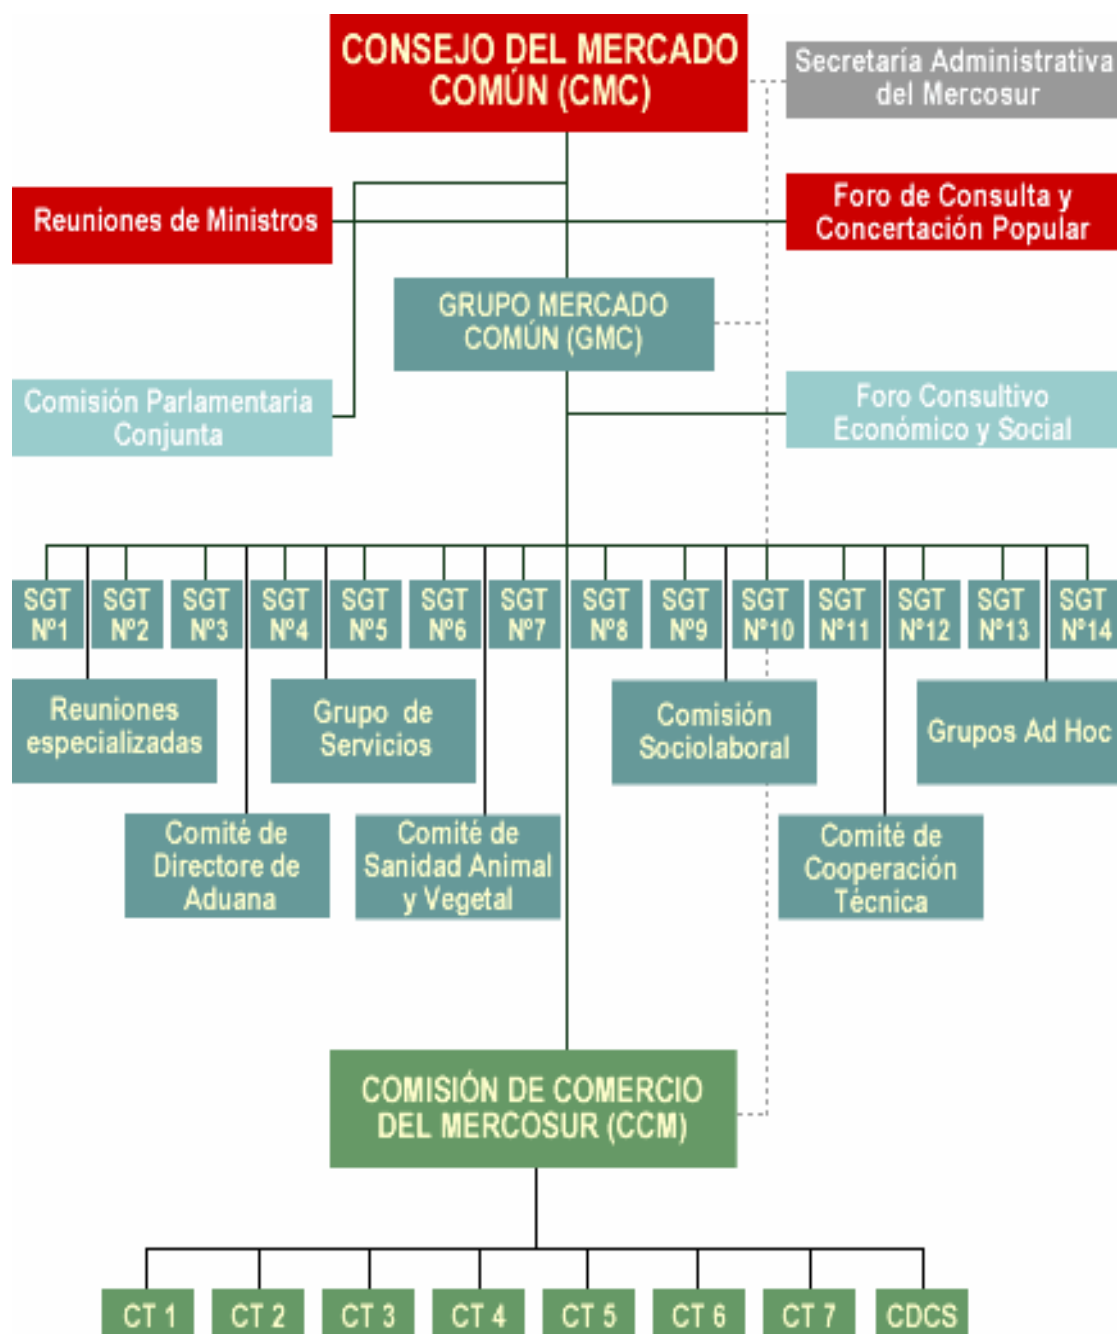 CONSEJO DEL MERCADO
COMÚN (CMC)
Secretaría Administrativa
del Mercosur
Reuniones de Ministros
Foro de Consulta y
Concertación Popular
GRUPO MERCADO
COMÚN (GMC)
Comisión Parlamentaria
Conjunta
Foro Consultivo
Económico y Social
SGT
Nº1
SGT
Nº2
SGT
Nº3
SGT
Nº4
SGT
Nº5
SGT
Nº6
SGT
Nº7
SGT
Nº8
SGT
Nº9
SGT
Nº10
SGT
Nº11
SGT
Nº12
SGT
Nº13
SGT
Nº14
Reuniones
especializadas
Grupo de
Servicios
Comisión
Sociolaboral
Grupos Ad Hoc
Comité de
Directore de
Aduana
Comité de
Sanidad Animal
y Vegetal
Comité de
Cooperación
Técnica
COMISIÓN DE COMERCIO
DEL MERCOSUR (CCM)
CT 1
CT 2
CT 3
CT 4
CT 5
CT 6
CT 7
CDCS